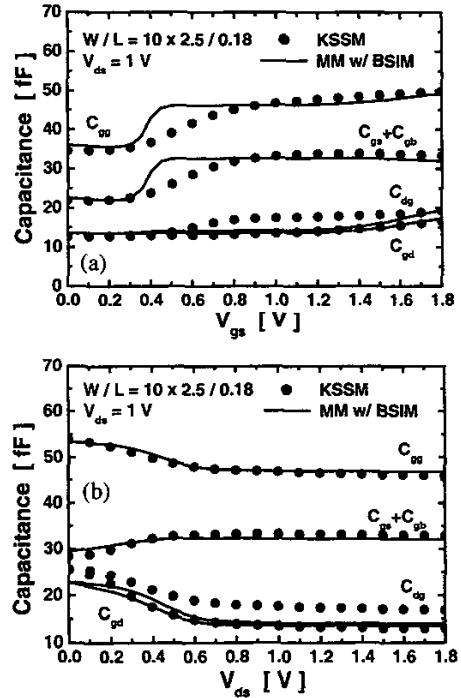 70
W / L = 10 x 2.5 / 0.18
KSSM
V_ds = 1 V
MM w/ BSIM
60
50
40
30
20
10
0
Capacitance [ fF ]
C_gg
C_gs+C_gb
C_dg
C_gd
(a)
0.0 0.2 0.4 0.6 0.8 1.0 1.2 1.4 1.6 1.8
V_gs [ V ]
70
W / L = 10 x 2.5 / 0.18
KSSM
V_ds = 1 V
MM w/ BSIM
60
50
40
30
20
10
Capacitance [ fF ]
C_gg
(b)
C_gs+C_gb
C_dg
C_gd
0.0 0.2 0.4 0.6 0.8 1.0 1.2 1.4 1.6 1.8
V_ds [ V ]